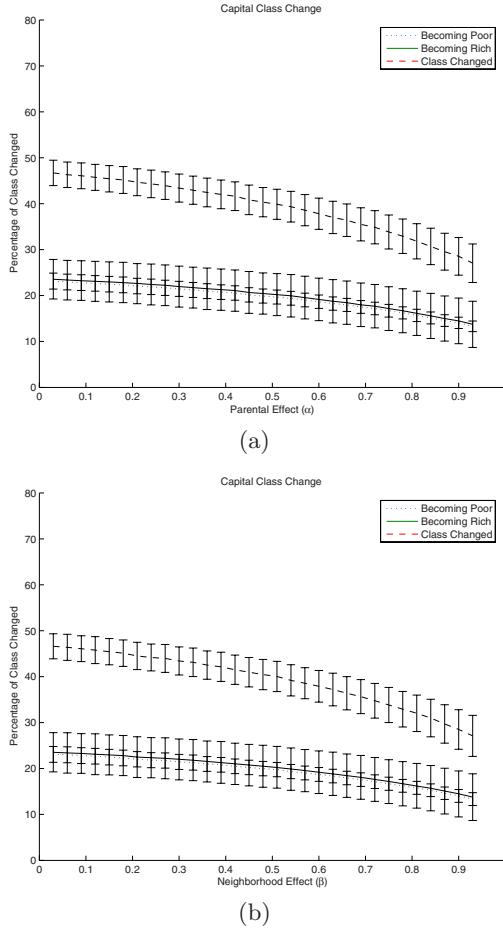 Capital Class Change
80
70
60
50
40
30
20
10
0
Percentage of Class Changed
Becoming Poor
Becoming Rich
Class Changed
0 0.1 0.2 0.3 0.4 0.5 0.6 0.7 0.8 0.9
Parental Effect (α)
(a)
Capital Class Change
80
70
60
50
40
30
20
10
0
Percentage of Class Changed
Becoming Poor
Becoming Rich
Class Changed
0 0.1 0.2 0.3 0.4 0.5 0.6 0.7 0.8 0.9
Neighborhood Effect (β)
(b)